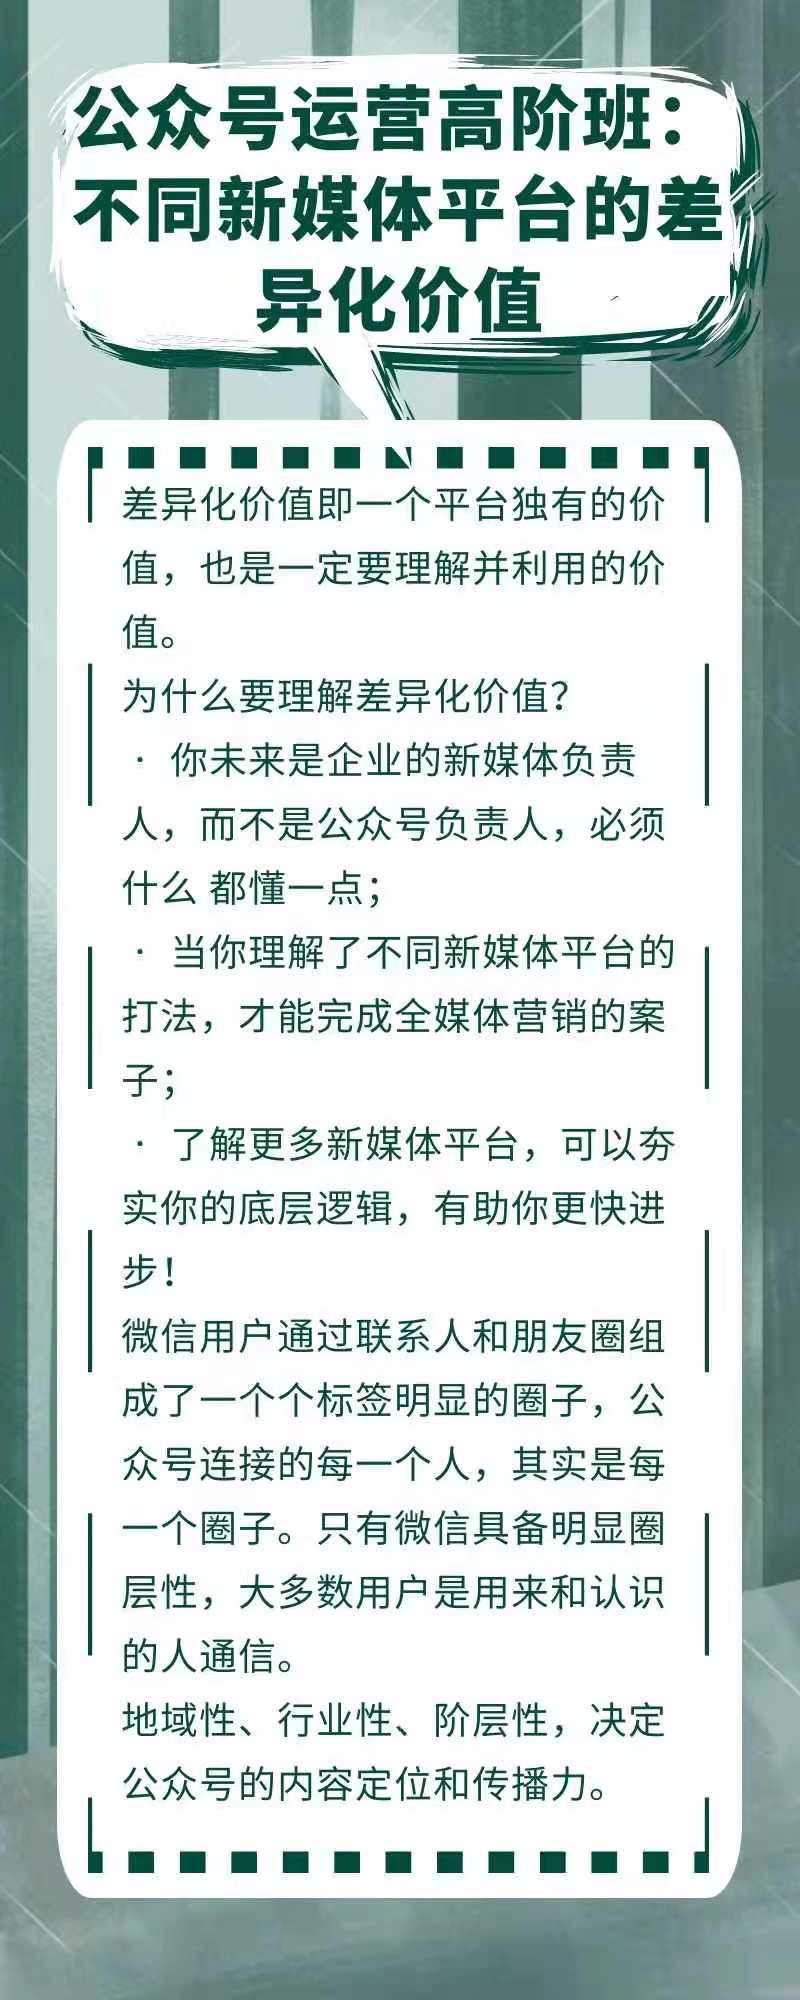 公众号运营高阶班：
不同新媒体平台的差
异化价值
差异化价值即一个平台独有的价
值，也是一定要理解并利用的价
值。
为什么要理解差异化价值？
· 你未来是企业的新媒体负责
人，而不是公众号负责人，必须
什么 都懂一点；
· 当你理解了不同新媒体平台的
打法，才能完成全媒体营销的案
子；
· 了解更多新媒体平台，可以夯
实你的底层逻辑，有助你更快进
步！
微信用户通过联系人和朋友圈组
成了一个个标签明显的圈子，公
众号连接的每一个人，其实是每
一个圈子。只有微信具备明显圈
层性，大多数用户是用来和认识
的人通信。
地域性、行业性、阶层性，决定
公众号的内容定位和传播力。